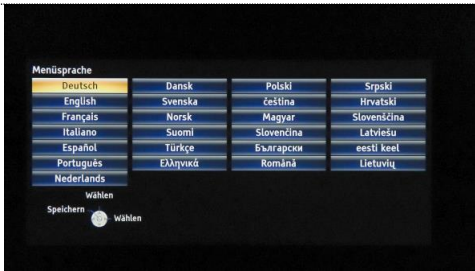 Menüsprache
Deutsch Dansk Polski Srpski
English Svenska čeština Hrvatski
Français Norsk Magyar Slovenščina
Italiano Suomi Slovenčina Latviešu
Español Türkçe Български eesti keel
Português Ελληνικά Română Lietuvių
Nederlands
Wählen
Speichern
Wählen